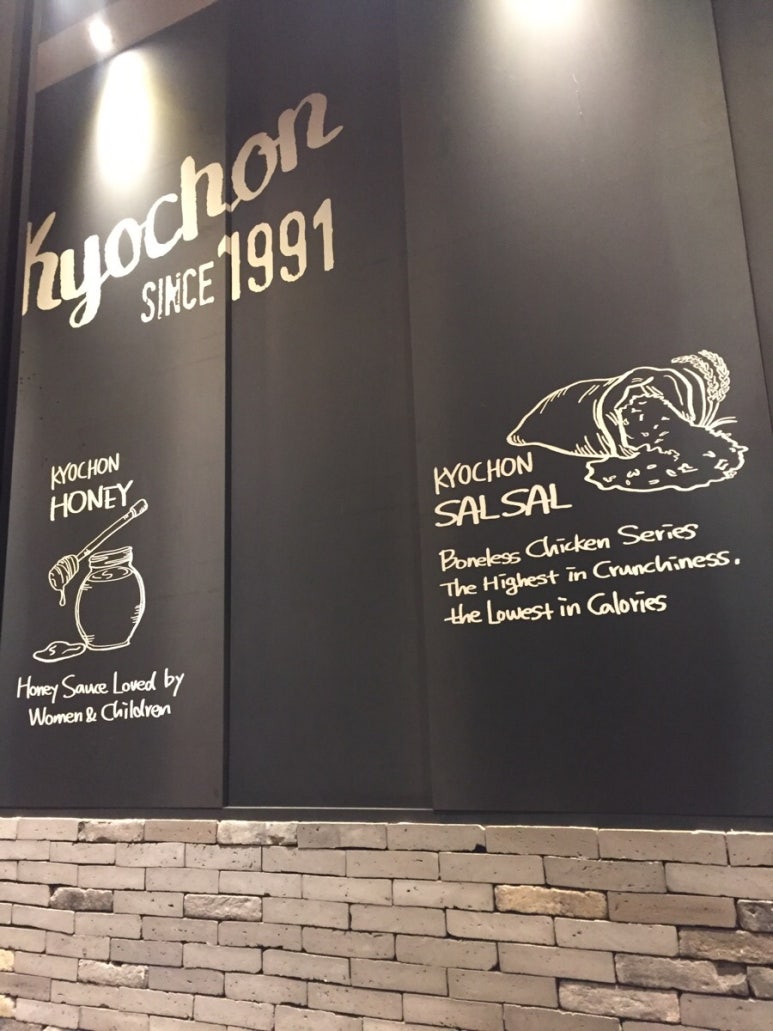 Kyochon
SINCE 1991
KYOCHON
HONEY
Honey Sauce Loved by
Women & Children
KYOCHON
SALSAL
Boneless Chicken Series
The Highest in Crunchiness.
the Lowest in Calories